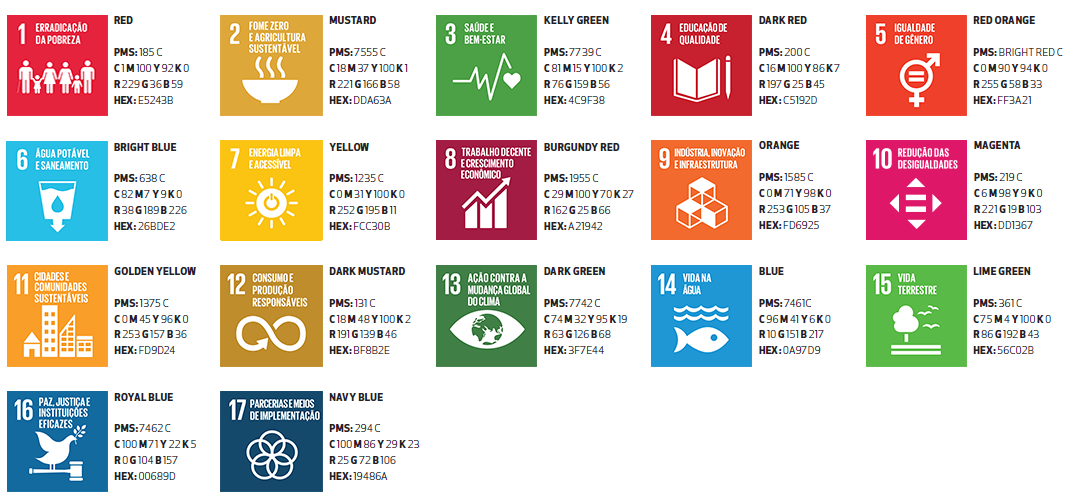 1 ERRADICAÇÃO
DA POBREZA
RED
PMS: 185 C
C 1 M 100 Y 92 K 0
R 229 G 36 B 59
HEX: E5243B
2 FOME ZERO
E AGRICULTURA
SUSTENTÁVEL
MUSTARD
PMS: 7555 C
C 18 M 37 Y 100 K 1
R 221 G 166 B 58
HEX: DDA63A
3 SAÚDE E
BEM-ESTAR
KELLY GREEN
PMS: 7739 C
C 81 M 15 Y 100 K 2
R 76 G 159 B 56
HEX: 4C9F38
4 EDUCAÇÃO DE
QUALIDADE
DARK RED
PMS: 200 C
C 16 M 100 Y 86 K 7
R 197 G 25 B 45
HEX: C5192D
5 IGUALDADE
DE GÊNERO
RED ORANGE
PMS: BRIGHT RED C
C 0 M 90 Y 94 K 0
R 255 G 58 B 33
HEX: FF3A21
6 ÁGUA POTÁVEL
E SANEAMENTO
BRIGHT BLUE
PMS: 638 C
C 82 M 7 Y 9 K 0
R 38 G 189 B 226
HEX: 26BDE2
7 ENERGIA LIMPA
E ACESSÍVEL
YELLOW
PMS: 1235 C
C 0 M 31 Y 100 K 0
R 252 G 195 B 11
HEX: FCC30B
8 TRABALHO DECENTE
E CRESCIMENTO
ECONÔMICO
BURGUNDY RED
PMS: 1955 C
C 29 M 100 Y 70 K 27
R 162 G 25 B 66
HEX: A21942
9 INDÚSTRIA, INOVAÇÃO
E INFRAESTRUTURA
ORANGE
PMS: 1585 C
C 0 M 71 Y 98 K 0
R 253 G 105 B 37
HEX: FD6925
10 REDUÇÃO DAS
DESIGUALDADES
MAGENTA
PMS: 219 C
C 6 M 98 Y 9 K 0
R 221 G 19 B 103
HEX: DD1367
11 CIDADES E
COMUNIDADES
SUSTENTÁVEIS
GOLDEN YELLOW
PMS: 1375 C
C 0 M 45 Y 96 K 0
R 253 G 157 B 36
HEX: FD9D24
12 CONSUMO E
PRODUÇÃO
RESPONSÁVEIS
DARK MUSTARD
PMS: 131 C
C 18 M 48 Y 100 K 2
R 191 G 139 B 46
HEX: BF8B2E
13 AÇÃO CONTRA A
MUDANÇA GLOBAL
DO CLIMA
DARK GREEN
PMS: 7742 C
C 74 M 32 Y 95 K 19
R 63 G 126 B 68
HEX: 3F7E44
14 VIDA NA
ÁGUA
BLUE
PMS: 7461 C
C 96 M 41 Y 6 K 0
R 10 G 151 B 217
HEX: 0A97D9
15 VIDA
TERRESTRE
LIME GREEN
PMS: 361 C
C 75 M 4 Y 100 K 0
R 86 G 192 B 43
HEX: 56C02B
16 PAZ, JUSTIÇA E
INSTITUIÇÕES
EFICAZES
ROYAL BLUE
PMS: 7462 C
C 100 M 71 Y 22 K 5
R 0 G 104 B 157
HEX: 00689D
17 PARCERIAS E MEIOS
DE IMPLEMENTAÇÃO
NAVY BLUE
PMS: 294 C
C 100 M 86 Y 29 K 23
R 25 G 72 B 106
HEX: 19486A